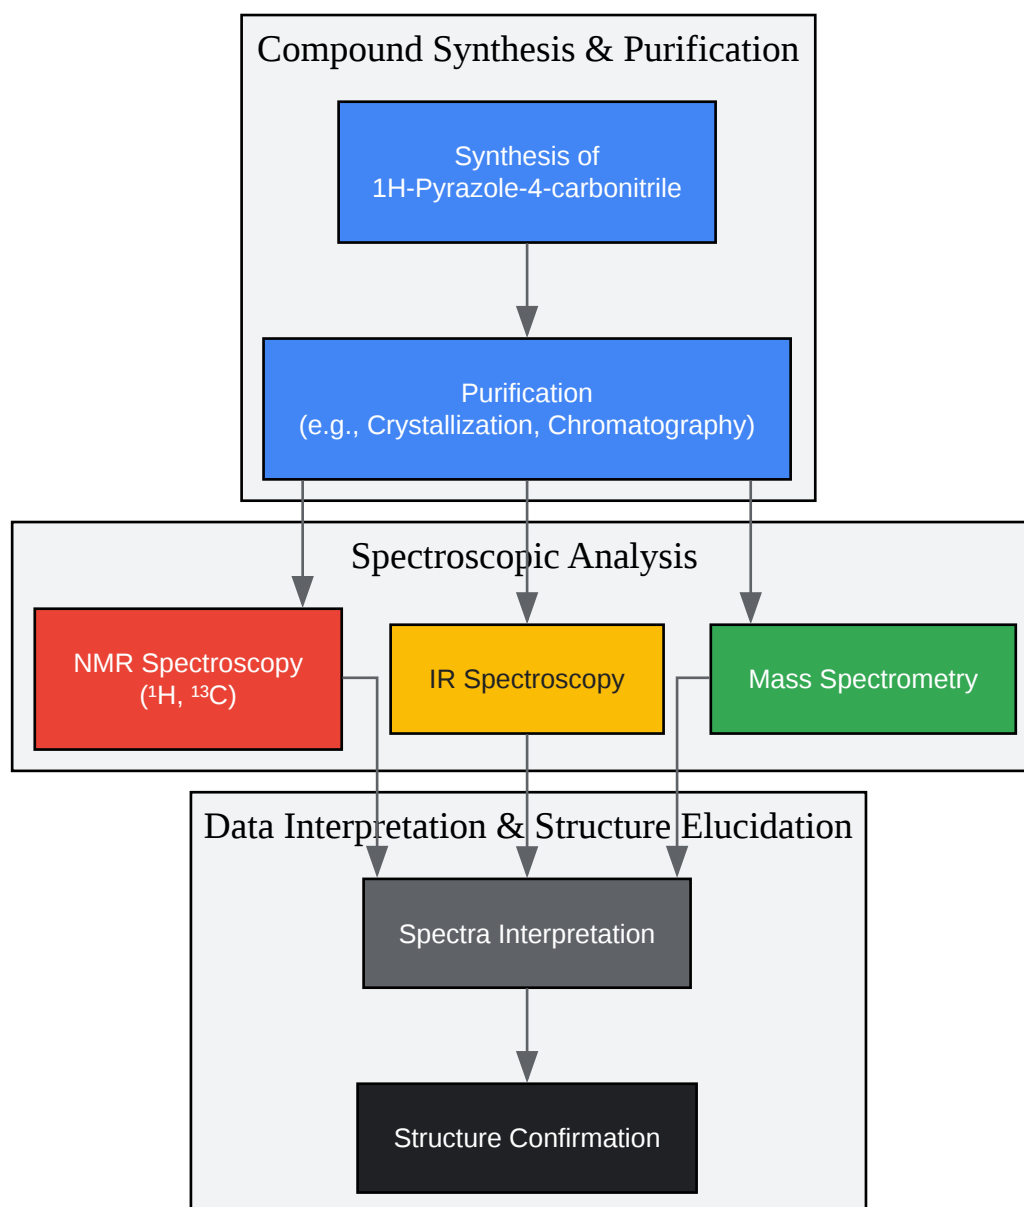 Compound Synthesis & Purification
Synthesis of
1H-Pyrazole-4-carbonitrile
Purification
(e.g., Crystallization, Chromatography)
Spectroscopic Analysis
NMR Spectroscopy
(¹H, ¹³C)
IR Spectroscopy
Mass Spectrometry
Data Interpretation & Structure Elucidation
Spectra Interpretation
Structure Confirmation